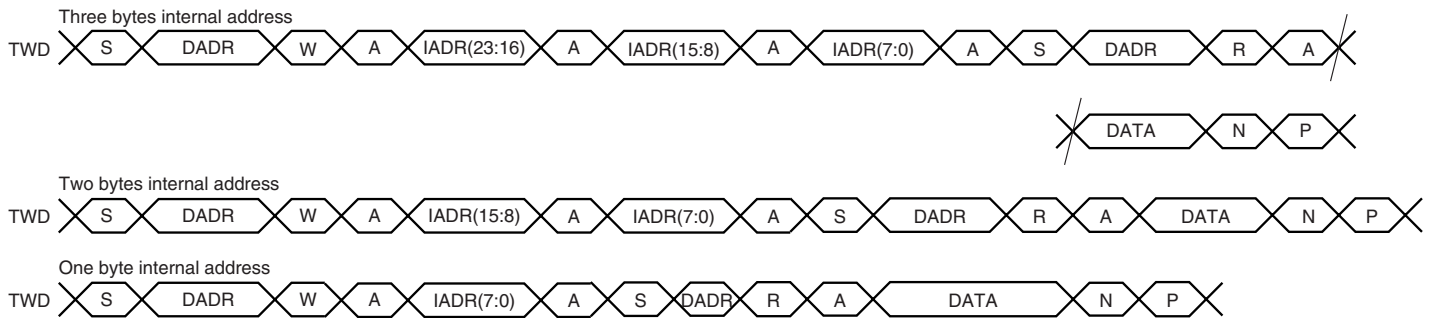 Three bytes internal address
TWD S DADR W A IADR(23:16) A IADR(15:8) A IADR(7:0) A S DADR R A
DATA N P
Two bytes internal address
TWD S DADR W A IADR(15:8) A IADR(7:0) A S DADR R A DATA N P
One byte internal address
TWD S DADR W A IADR(7:0) A S DADR R A DATA N P